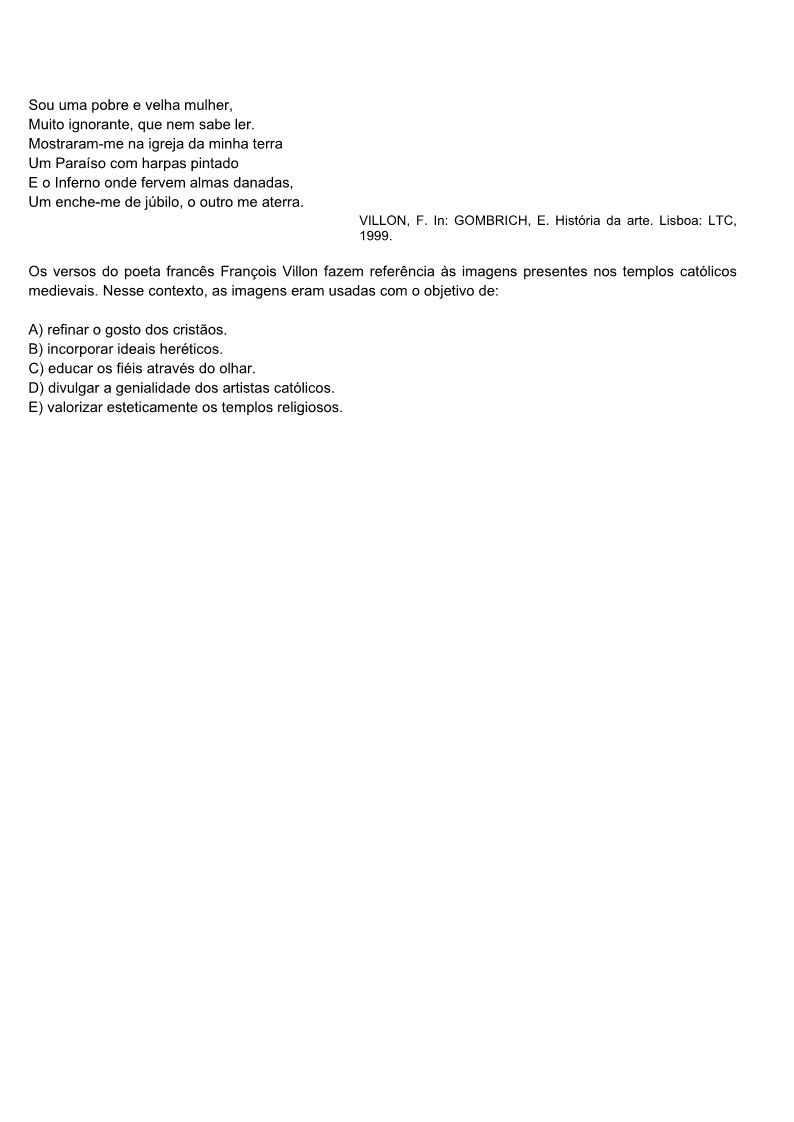 Sou uma pobre e velha mulher,
Muito ignorante, que nem sabe ler.
Mostraram-me na igreja da minha terra
Um Paraíso com harpas pintado
E o Inferno onde fervem almas danadas,
Um enche-me de júbilo, o outro me aterra.
VILLON, F. In: GOMBRICH, E. História da arte. Lisboa: LTC,
1999.
Os versos do poeta francês François Villon fazem referência às imagens presentes nos templos católicos
medievais. Nesse contexto, as imagens eram usadas com o objetivo de:
A) refinar o gosto dos cristãos.
B) incorporar ideais heréticos.
C) educar os fiéis através do olhar.
D) divulgar a genialidade dos artistas católicos.
E) valorizar esteticamente os templos religiosos.